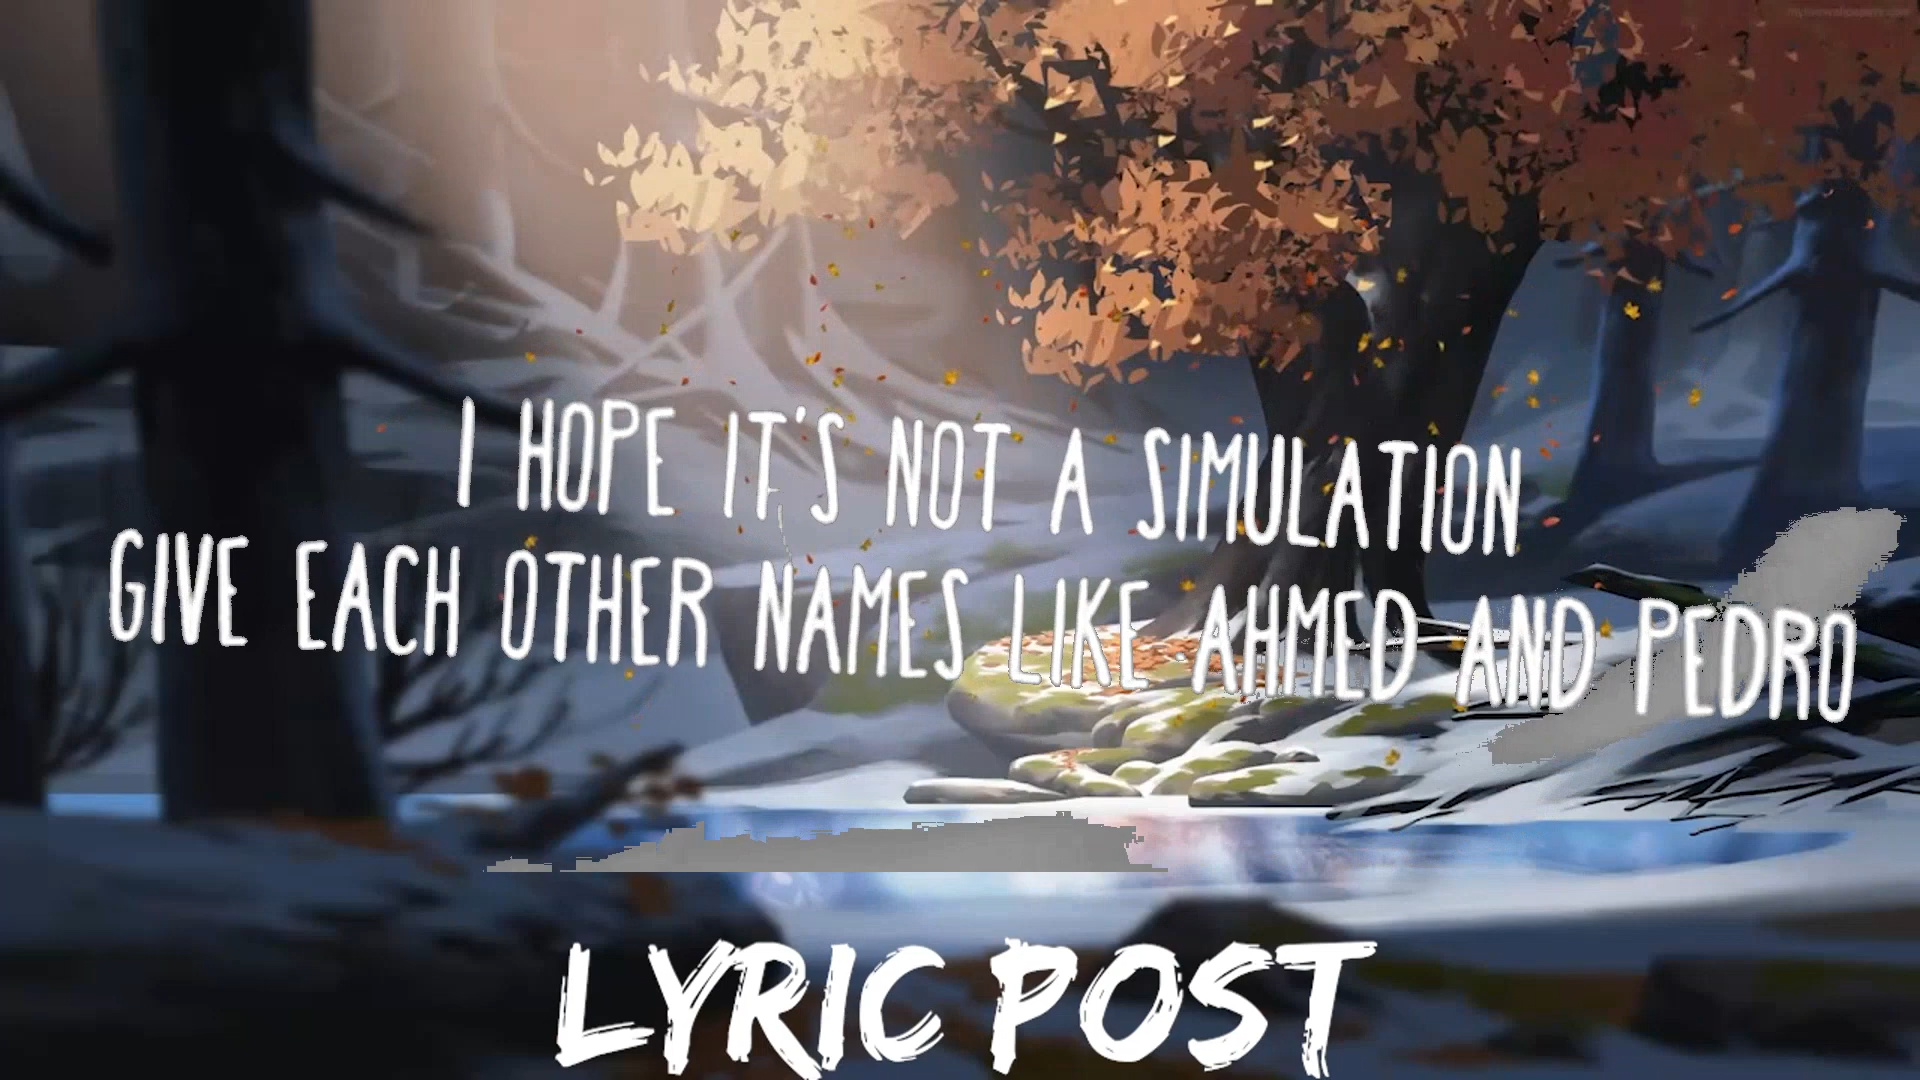 I HOPE IT'S NOT A SIMULATION
GIVE EACH OTHER NAMES LIKE AHMED AND PEDRO
LYRIC POST